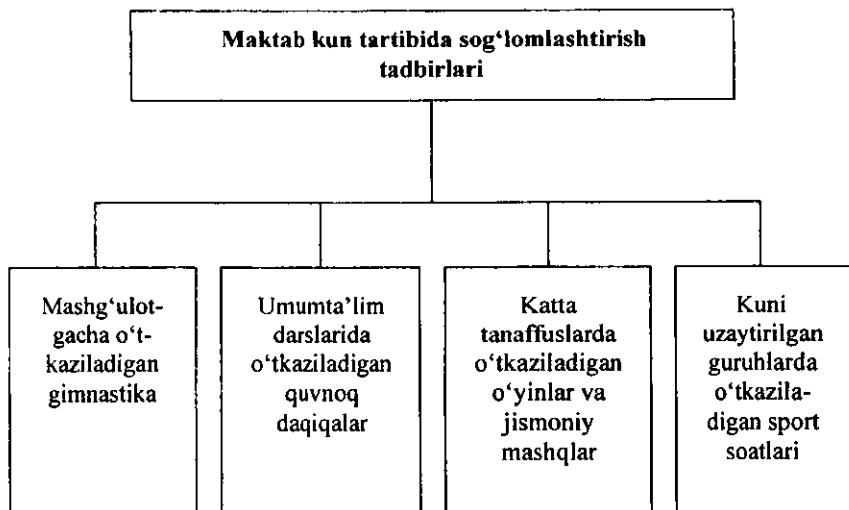 Maktab kun tartibida sog‘lomlashtirish
tadbirlari
Mashg‘ulot-
gacha o‘t-
kaziladigan
gimnastika
Umumta’lim
darslarida
o‘tkaziladigan
quvnoq
daqiqalar
Katta
tanaffuslarda
o‘tkaziladigan
o‘yinlar va
jismoniy
mashqlar
Kuni
uzaytirilgan
guruhlarda
o‘tkazila-
digan sport
soatlari